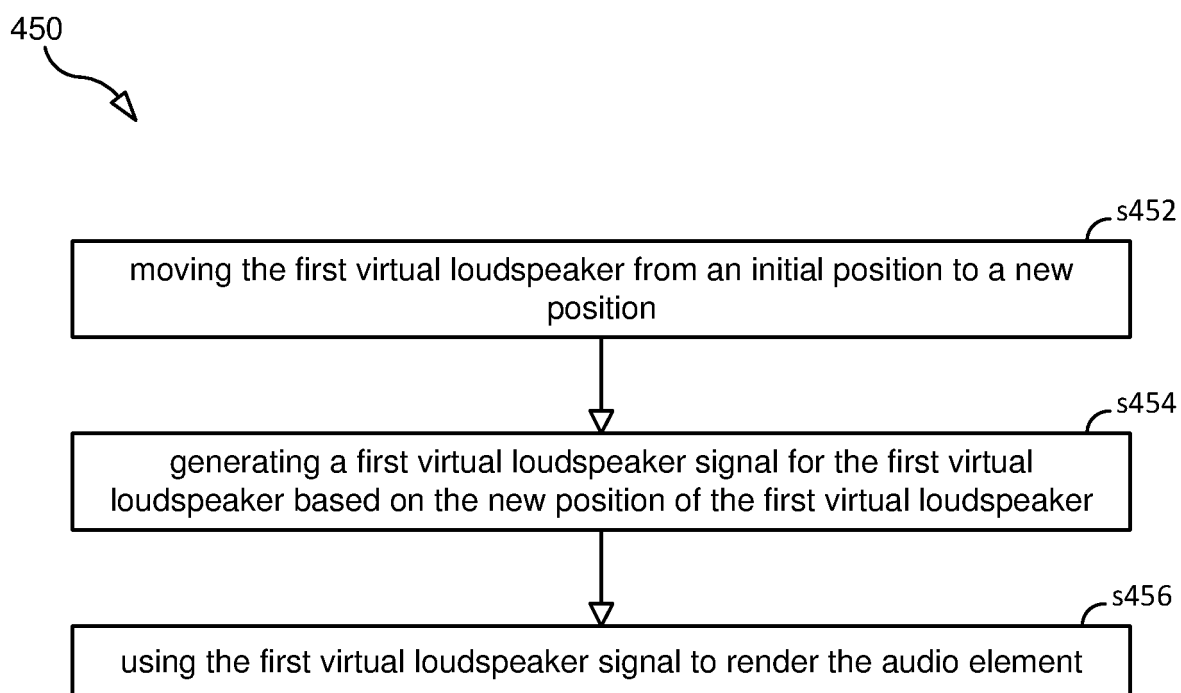 450
s452
moving the first virtual loudspeaker from an initial position to a new
position
s454
generating a first virtual loudspeaker signal for the first virtual
loudspeaker based on the new position of the first virtual loudspeaker
s456
using the first virtual loudspeaker signal to render the audio element